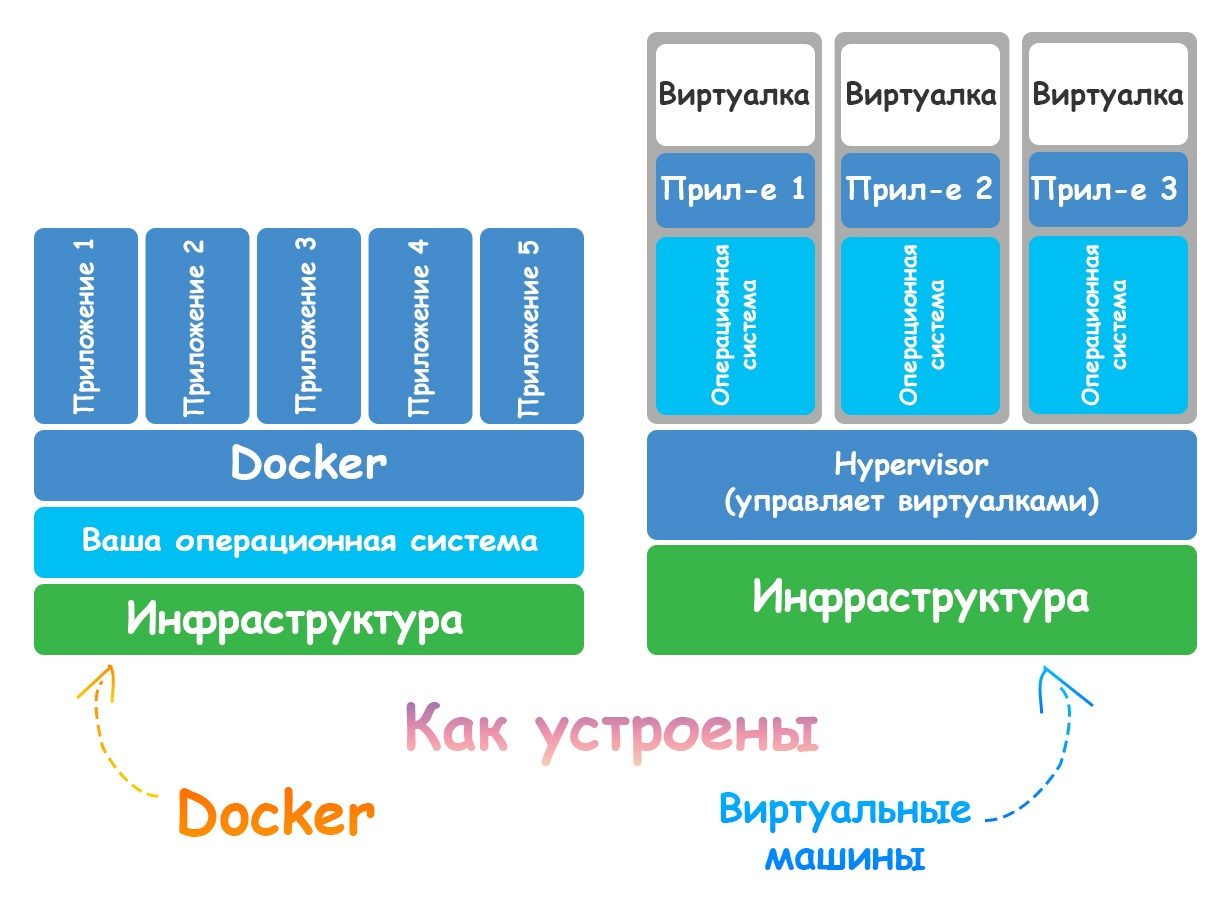 Приложение 1
Приложение 2
Приложение 3
Приложение 4
Приложение 5
Docker
Ваша операционная система
Инфраструктура
Виртуалка
Прил-е 1
Операционная
система
Виртуалка
Прил-е 2
Операционная
система
Виртуалка
Прил-е 3
Операционная
система
Hypervisor
(управляет виртуалками)
Инфраструктура
Как устроены
Docker
Виртуальные
машины